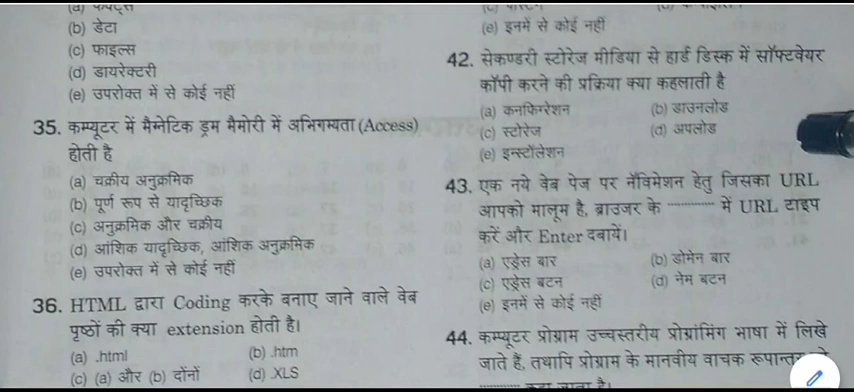 (b) डेटा
(c) फाइल्स
(d) डायरेक्टरी
(e) उपरोक्त में से कोई नहीं
35. कम्प्यूटर में मैग्नेटिक ड्रम मैमोरी में अभिगम्यता (Access)
होती है
(a) चक्रीय अनुक्रमिक
(b) पूर्ण रूप से यादृच्छिक
(c) अनुक्रमिक और चक्रीय
(d) आंशिक यादृच्छिक, आंशिक अनुक्रमिक
(e) उपरोक्त में से कोई नहीं
36. HTML द्वारा Coding करके बनाए जाने वाले वेब
पृष्ठों की क्या extension होती है।
(a) .html (b) .htm
(c) (a) और (b) दोंनों (d) .XLS
(e) इनमें से कोई नहीं
42. सेकण्डरी स्टोरेज मीडिया से हार्ड डिस्क में सॉफ्टवेयर
कॉपी करने की प्रक्रिया क्या कहलाती है
(a) कनफिगरेशन (b) डाउनलोड
(c) स्टोरेज (d) अपलोड
(e) इन्स्टॉलेशन
43. एक नये वेब पेज पर नैविमेशन हेतु जिसका URL
आपको मालूम है, ब्राउजर के ............ में URL टाइप
करें और Enter दबायें।
(a) एड्रेस बार (b) डोमेन बार
(c) एड्रेस बटन (d) नेम बटन
(e) इनमें से कोई नहीं
44. कम्प्यूटर प्रोग्राम उच्चस्तरीय प्रोग्रांमिंग भाषा में लिखे
जाते हैं, तथापि प्रोग्राम के मानवीय वाचक